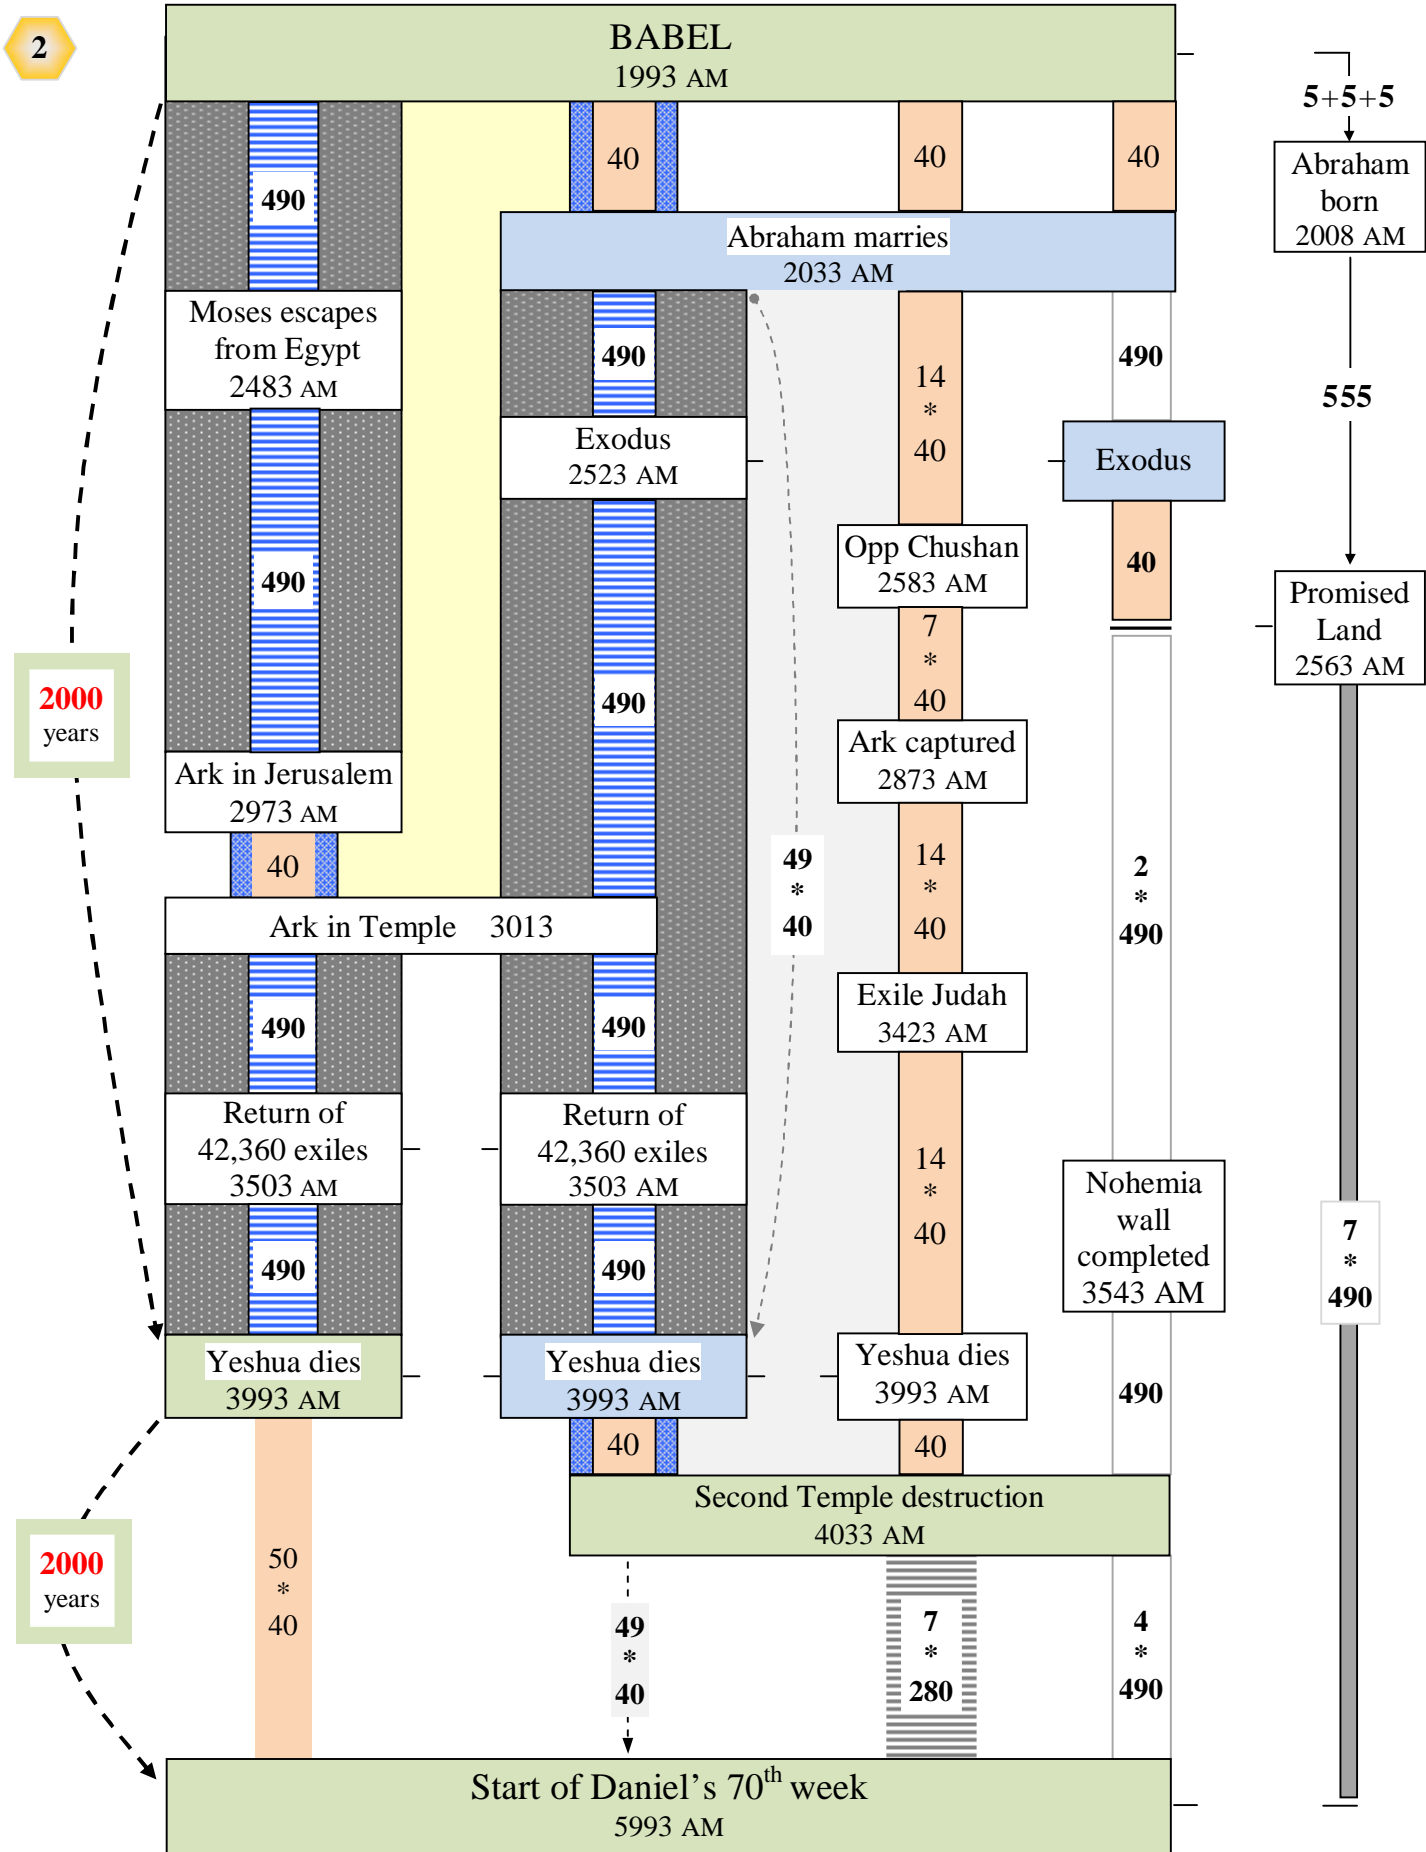 2
BABEL
1993 AM
5+5+5
40
40
40
Abraham
born
2008 AM
490
Abraham marries
2033 AM
Moses escapes
from Egypt
2483 AM
490
14
*
40
490
555
Exodus
2523 AM
Exodus
Opp Chushan
2583 AM
40
490
Promised
Land
2563 AM
7
*
40
2000
years
490
Ark captured
2873 AM
Ark in Jerusalem
2973 AM
40
49
*
40
14
*
40
2
*
490
Ark in Temple 3013
490
490
Exile Judah
3423 AM
Return of
42,360 exiles
3503 AM
Return of
42,360 exiles
3503 AM
14
*
40
Nohemia
wall
completed
3543 AM
7
*
490
490
490
Yeshua dies
3993 AM
Yeshua dies
3993 AM
Yeshua dies
3993 AM
490
40
40
Second Temple destruction
4033 AM
2000
years
50
*
40
49
*
40
7
*
280
4
*
490
Start of Daniel's 70th week
5993 AM